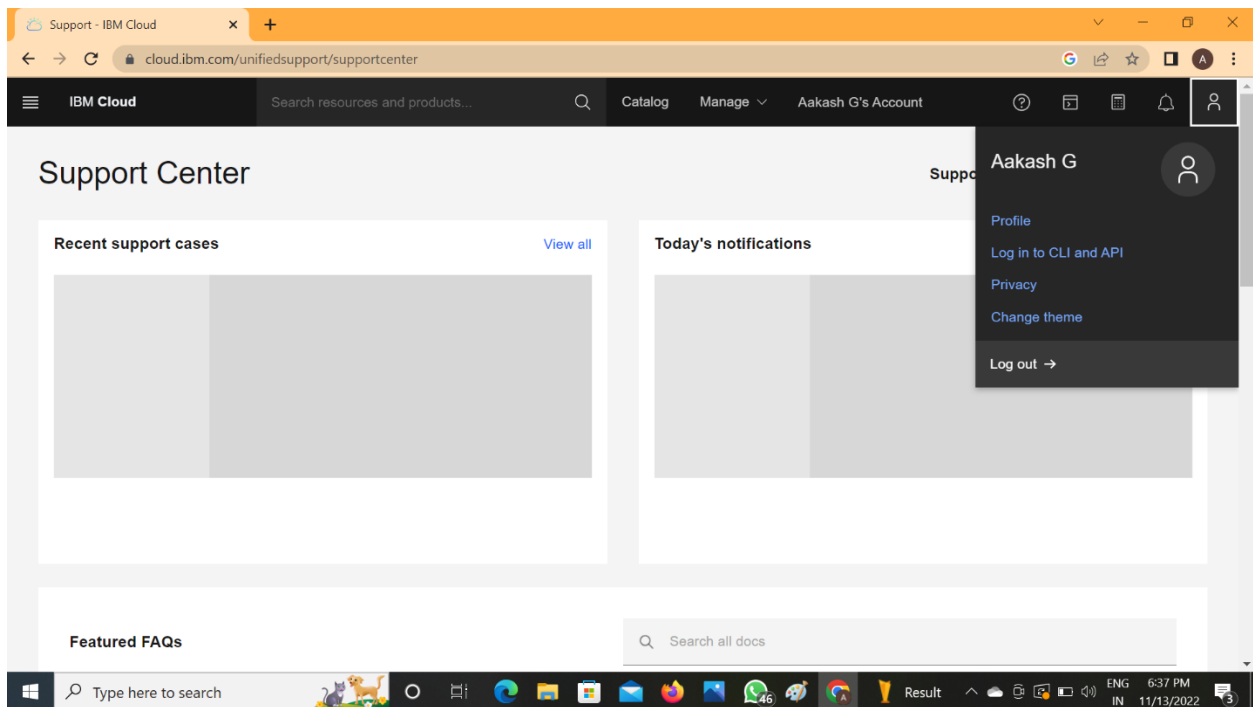 Support - IBM Cloud
cloud.ibm.com/unifiedsupport/supportcenter
G
A
IBM Cloud
Search resources and products...
Catalog
Manage
Aakash G's Account
Support Center
Suppo
Aakash G
Profile
Log in to CLI and API
Privacy
Change theme
Log out →
Recent support cases
View all
Today's notifications
Featured FAQs
Search all docs
Type here to search
46
A
Result
ENG
IN
6:37 PM
11/13/2022
3